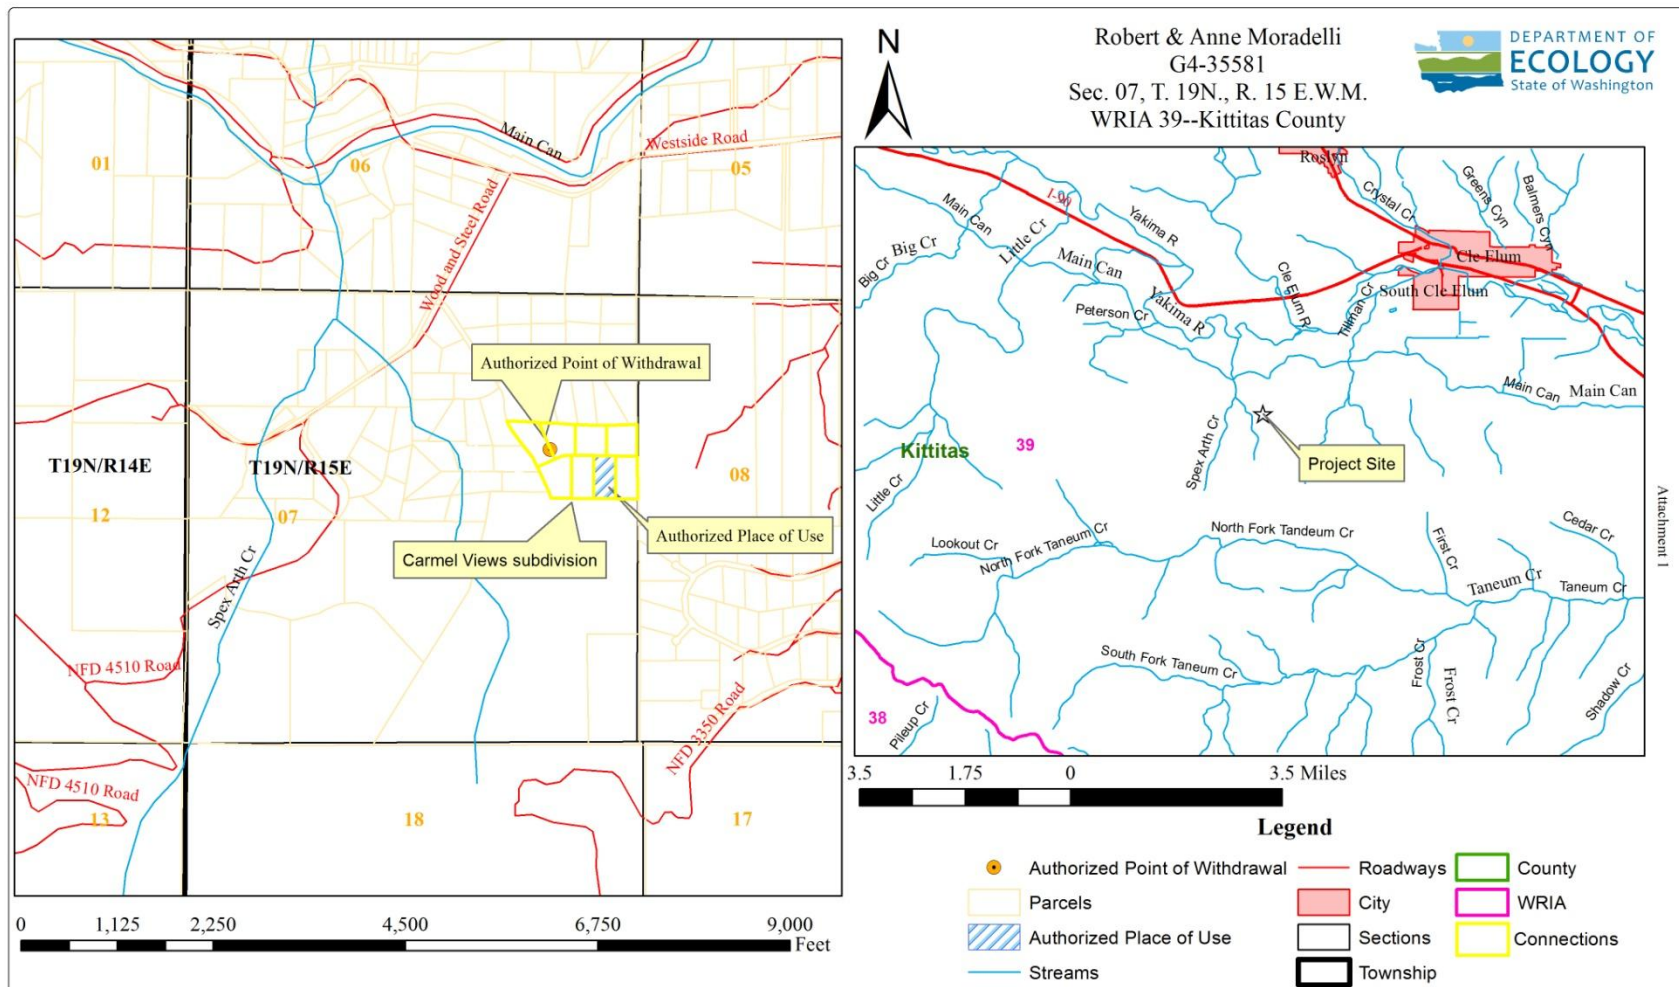 N
Robert & Anne Moradelli
G4-35581
Sec. 07, T. 19N., R. 15 E.W.M.
WRIA 39--Kittitas County
DEPARTMENT OF
ECOLOGY
State of Washington
Main Can
Westside Road
01
06
05
Wood and Steel Road
Authorized Point of Withdrawal
T19N/R14E
T19N/R15E
08
12
07
Authorized Place of Use
Carmel Views subdivision
Spex Arth Cr
NFD 4510 Road
NFD 3350 Road
NFD 4510 Road
13
18
17
0
1,125
2,250
4,500
6,750
9,000
Feet
Roslyn
I-90
Crystal Cr
Greens Cyn
Balmers Cyn
Main Can
Little Cr
Yakima R
Big Cr
Big Cr
Main Can
Cle Elum
Cle Elum R
South Cle Elum
Yakima R
Peterson Cr
Tillman Cr
Main Can
Main Can
Spex Arth Cr
39
Kittitas
Project Site
Little Cr
Attachment 1
Lookout Cr
North Fork Taneum Cr
North Fork Tandeum Cr
First Cr
Cedar Cr
Taneum Cr
Taneum Cr
South Fork Taneum Cr
Frost Cr
Frost Cr
Shadow Cr
38
Pileup Cr
3.5
1.75
0
3.5 Miles
Legend
Authorized Point of Withdrawal
Roadways
County
Parcels
City
WRIA
Authorized Place of Use
Sections
Connections
Streams
Township